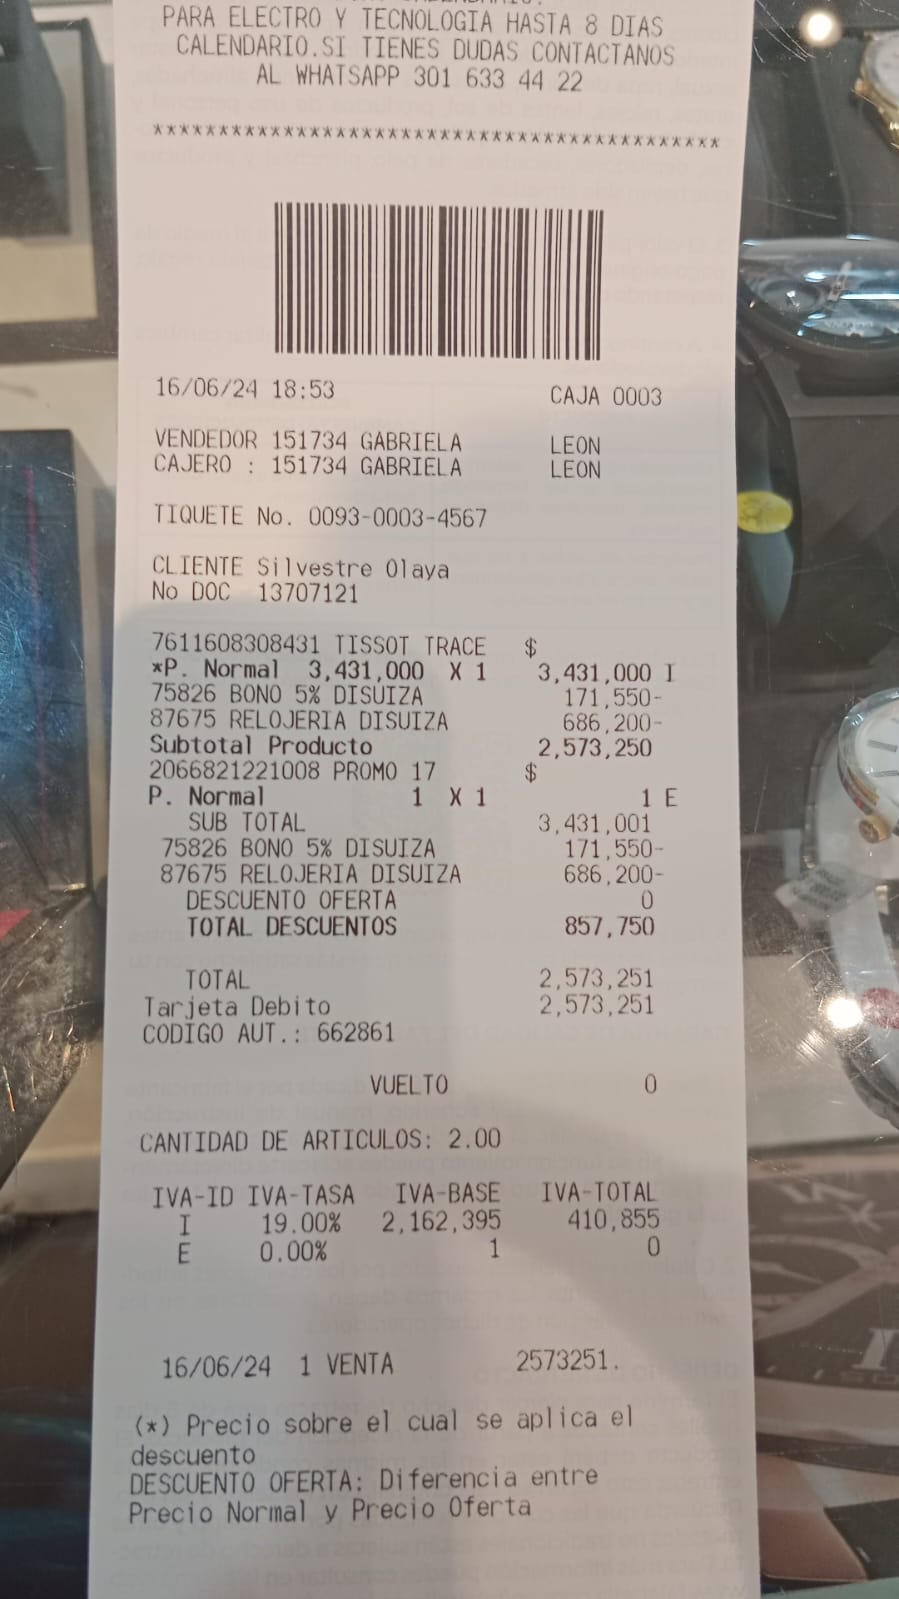 PARA ELECTRO Y TECNOLOGIA HASTA 8 DIAS
CALENDARIO.SI TIENES DUDAS CONTACTANOS
AL WHATSAPP 301 633 44 22
*******************************************
16/06/24 18:53 CAJA 0003
VENDEDOR 151734 GABRIELA LEON
CAJERO : 151734 GABRIELA LEON
TIQUETE No. 0093-0003-4567
CLIENTE Silvestre Olaya
No DOC 13707121
7611608308431 TISSOT TRACE $
*P. Normal 3,431,000 X 1 3,431,000 I
75826 BONO 5% DISUIZA 171,550-
87675 RELOJERIA DISUIZA 686,200-
Subtotal Producto 2,573,250
2066821221008 PROMO 17 $
P. Normal 1 X 1 1 E
SUB TOTAL 3,431,001
75826 BONO 5% DISUIZA 171,550-
87675 RELOJERIA DISUIZA 686,200-
DESCUENTO OFERTA 0
TOTAL DESCUENTOS 857,750
TOTAL 2,573,251
Tarjeta Debito 2,573,251
CODIGO AUT.: 662861
VUELTO 0
CANTIDAD DE ARTICULOS: 2.00
IVA-ID IVA-TASA IVA-BASE IVA-TOTAL
I 19.00% 2,162,395 410,855
E 0.00% 1 0
16/06/24 1 VENTA 2573251.
(*) Precio sobre el cual se aplica el
descuento
DESCUENTO OFERTA: Diferencia entre
Precio Normal y Precio Oferta